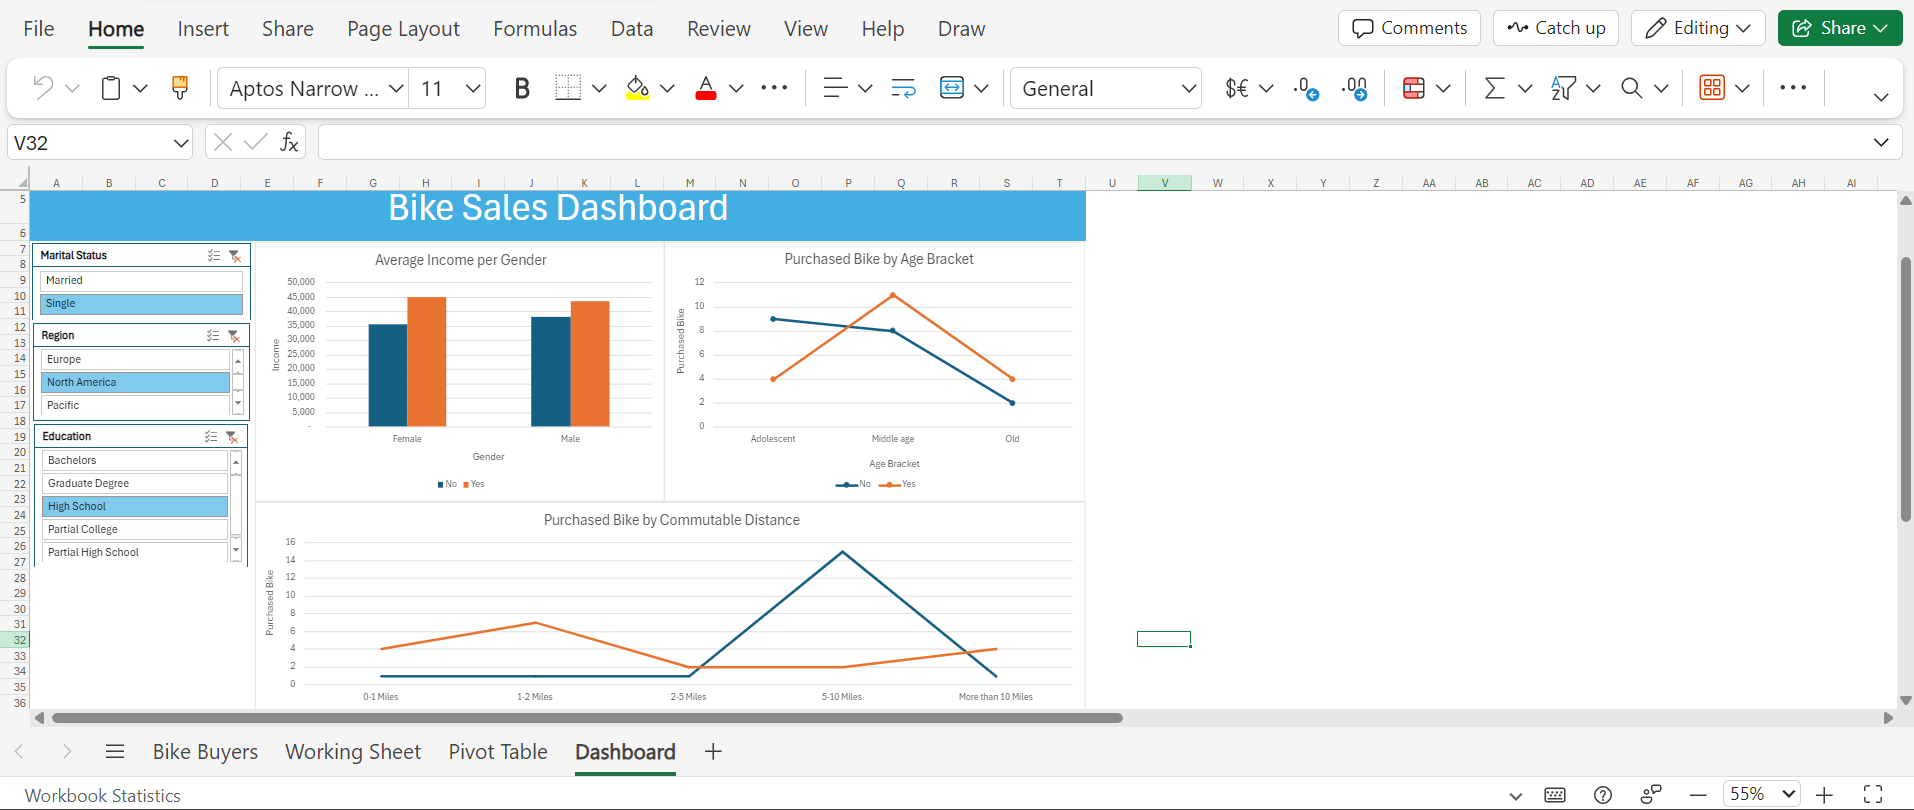 File Home Insert Share Page Layout Formulas Data Review View Help Draw Comments Catch up Editing Share
Aptos Narrow ... 11 B A General $€ .0 .00 Σ AZ
V32 fx
A B C D E F G H I J K L M N O P Q R S T U V W X Y Z AA AB AC AD AE AF AG AH AI
5
6
7
8
9
10
11
12
13
14
15
16
17
18
19
20
21
22
23
24
25
26
27
28
29
30
31
32
33
34
35
36
Bike Sales Dashboard
Marital Status
Married
Single
Region
Europe
North America
Pacific
Education
Bachelors
Graduate Degree
High School
Partial College
Partial High School
Average Income per Gender
Income
50,000
45,000
40,000
35,000
30,000
25,000
20,000
15,000
10,000
5,000
-
Female Male
Gender
No Yes
Purchased Bike by Age Bracket
Purchased Bike
12
10
8
6
4
2
0
Adolescent Middle age Old
Age Bracket
No Yes
Purchased Bike by Commutable Distance
Purchased Bike
16
14
12
10
8
6
4
2
0
0-1 Miles 1-2 Miles 2-5 Miles 5-10 Miles More than 10 Miles
Bike Buyers Working Sheet Pivot Table Dashboard
Workbook Statistics 55%